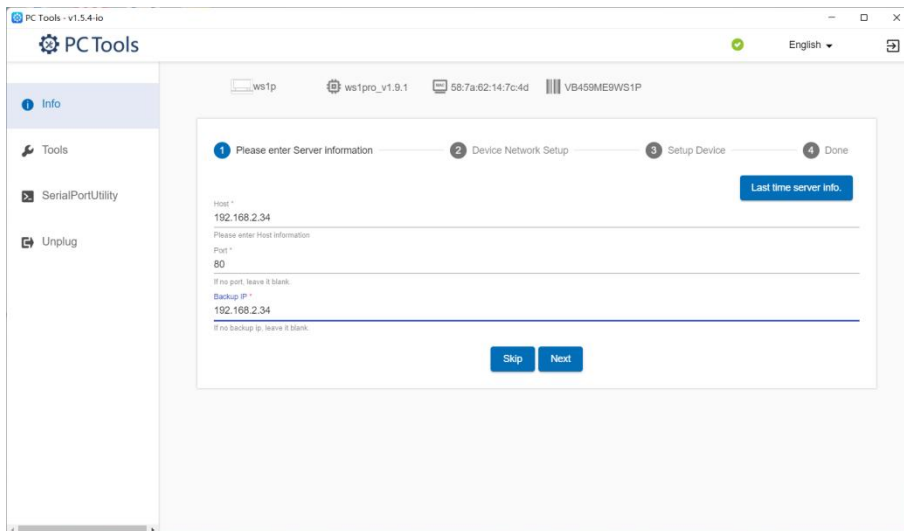 PC Tools - v1.5.4-io
PC Tools
English
ws1p ws1pro_v1.9.1 MAC 58:7a:62:14:7c:4d VB459ME9WS1P
Info
Tools
SerialPortUtility
Unplug
1 Please enter Server information 2 Device Network Setup 3 Setup Device 4 Done
Last time server info.
Host *
192.168.2.34
Please enter Host information
Port *
80
If no port, leave it blank.
Backup IP *
192.168.2.34
If no backup ip, leave it blank.
Skip Next